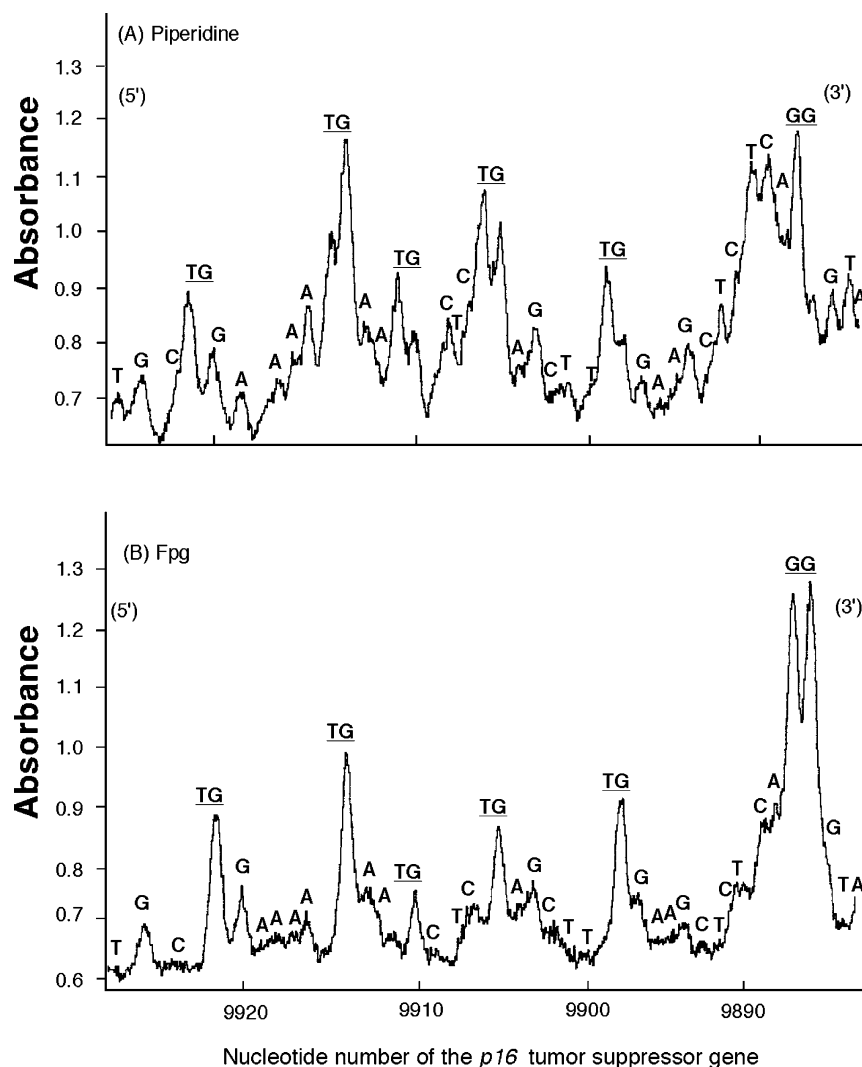 (A) Piperidine
1.3
(5')
(3')
1.2
TG
GG
T
C
1.1
TG
A
Absorbance
1.0
TG
TG
C
T
TG
A
C
C
T
G
T
0.9
G
A
0.8
T
G
C
G
A
A
A
A
A
G
C
T
T
G
A
A
G
C
A
0.7
(B) Fpg
GG
1.3
(5')
(3')
1.2
1.1
Absorbance
1.0
TG
TG
TG
TG
0.9
C
A
G
0.8
G
A
A
TG
C
A
G
G
C
T
T
A
0.7
G
T
C
A
A
A
A
C
T
C
T
T
A
A
G
C
T
0.6
9920
9910
9900
9890
Nucleotide number of the p16 tumor suppressor gene